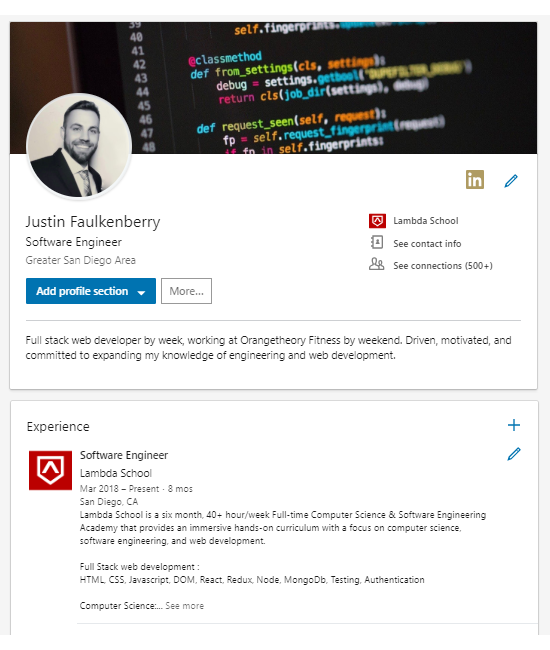 39
40 self.fingerprints.
41
42 @classmethod
43 def from_settings(cls, settings):
44 debug = settings.getbool('DUPEFILTER_DEBUG')
45 return cls(job_dir(settings), debug)
46
47 def request_seen(self, request):
48 fp = self.request_fingerprint(request)
if fp in self.fingerprints:
in
Justin Faulkenberry
Software Engineer
Greater San Diego Area
Lambda School
See contact info
See connections (500+)
Add profile section
More...
Full stack web developer by week, working at Orangetheory Fitness by weekend. Driven, motivated, and
committed to expanding my knowledge of engineering and web development.
Experience
Software Engineer
Lambda School
Mar 2018 – Present · 8 mos
San Diego, CA
Lambda School is a six month, 40+ hour/week Full-time Computer Science & Software Engineering
Academy that provides an immersive hands-on curriculum with a focus on computer science,
software engineering, and web development.
Full Stack web development :
HTML, CSS, Javascript, DOM, React, Redux, Node, MongoDb, Testing, Authentication
Computer Science:... See more